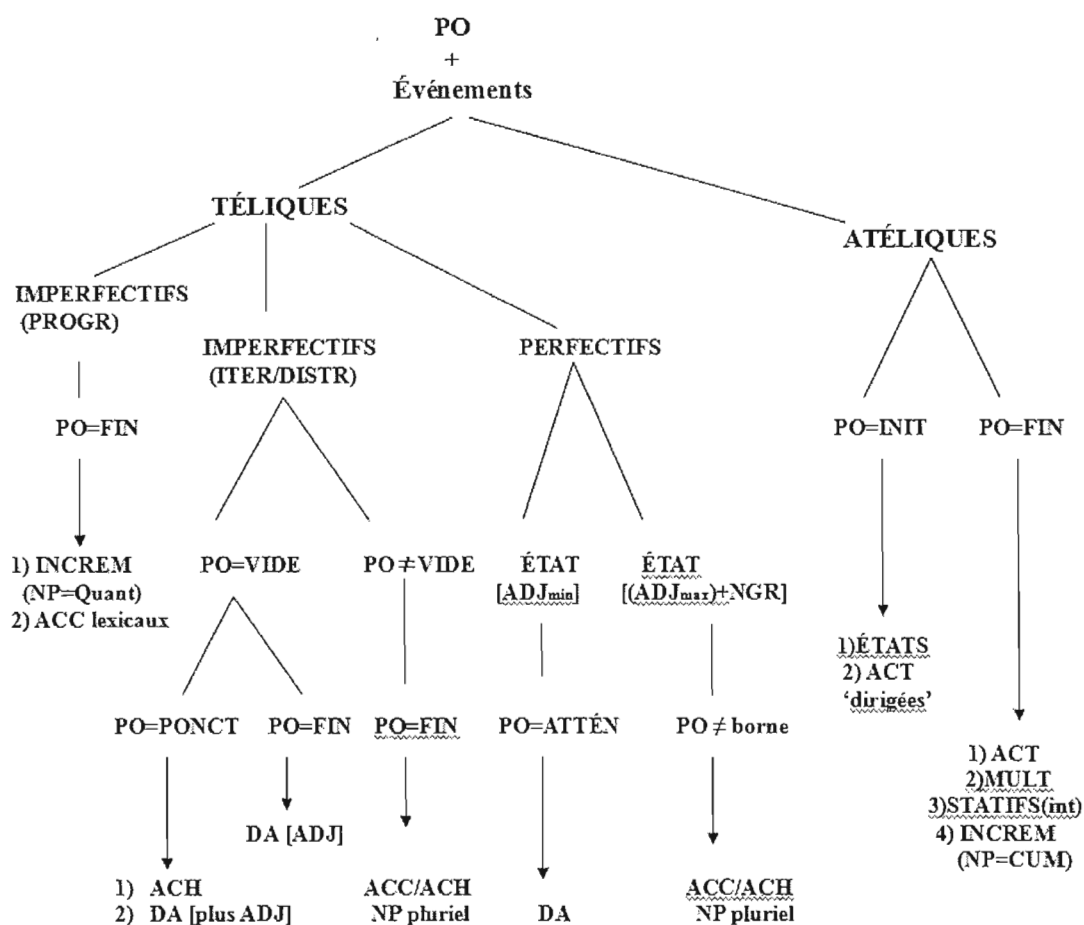 PO
+
Événements
TÉLIQUES
ATÉLIQUES
IMPERFECTIFS
(PROGR)
IMPERFECTIFS
(ITER/DISTR)
PERFECTIFS
PO=FIN
PO=INIT
PO=FIN
1) INCREM
(NP=Quant)
2) ACC lexicaux
PO=VIDE
PO ≠ VIDE
ÉTAT
[ADJmin]
ÉTAT
[(ADJmax)+NGR]
1)ÉTATS
2) ACT
‘dirigées’
PO=PONCT
PO=FIN
PO=FIN
PO=ATTÉN
PO ≠ borne
1) ACT
2)MULT
3)STATIFS(int)
4) INCREM
(NP=CUM)
DA [ADJ]
1) ACH
2) DA [plus ADJ]
ACC/ACH
NP pluriel
DA
ACC/ACH
NP pluriel